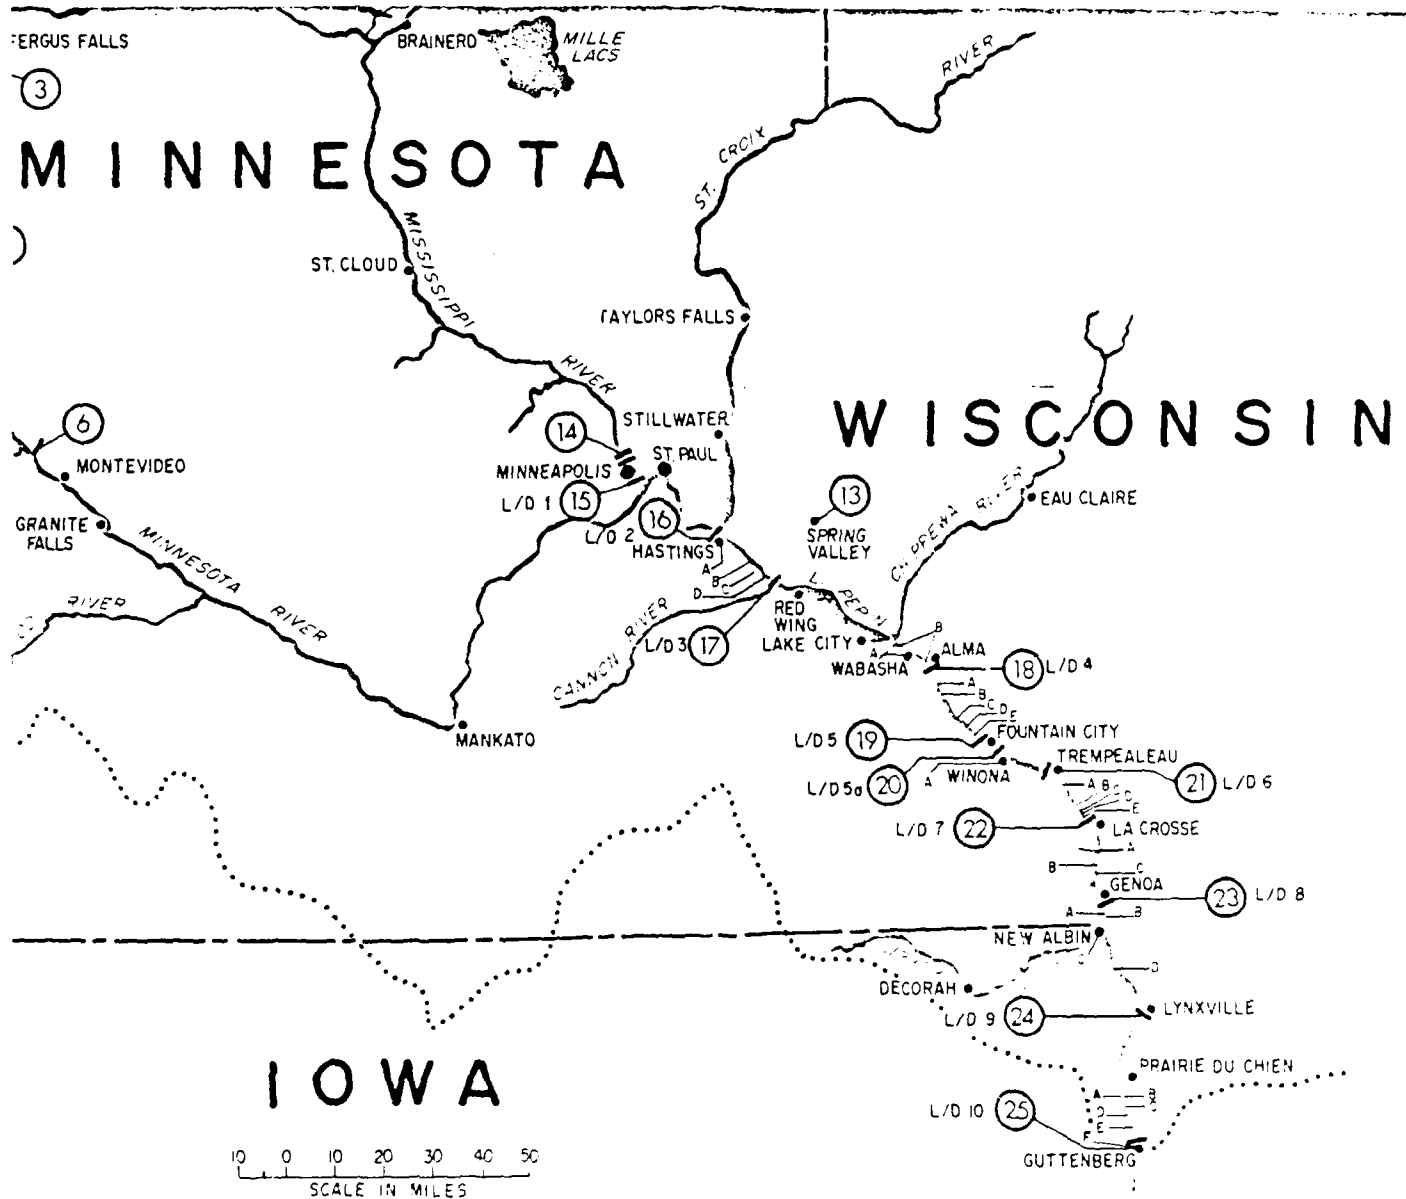 FERGUS FALLS
BRAINERD
MILLE
LACS
RIVER
3
MINNESOTA
ST. CROIX
MISSISSIPPI
ST. CLOUD
TAYLORS FALLS
RIVER
WISCONSIN
6
14
STILLWATER
ST. PAUL
MONTEVIDEO
MINNEAPOLIS
13
L/D 1
15
EAU CLAIRE
GRANITE
FALLS
16
L/D 2
SPRING
VALLEY
CHIPPEWA RIVER
HASTINGS
MINNESOTA
RIVER
A
B
C
D
L. PEPIN
RIVER
RED
WING
CANNON RIVER
L/D 3
17
LAKE CITY
B
A
ALMA
WABASHA
18
L/D 4
A
B
C
D
E
MANKATO
L/D 5
19
FOUNTAIN CITY
TREMPEALEAU
L/D 5a
20
A
WINONA
21
L/D 6
A
B
C
D
E
L/D 7
22
LA CROSSE
A
B
C
GENOA
23
L/D 8
A
B
NEW ALBIN
C
D
DECORAH
L/D 9
24
LYNXVILLE
IOWA
PRAIRIE DU CHIEN
L/D 10
25
A
B
C
D
E
F
GUTTENBERG
10 0 10 20 30 40 50
SCALE IN MILES